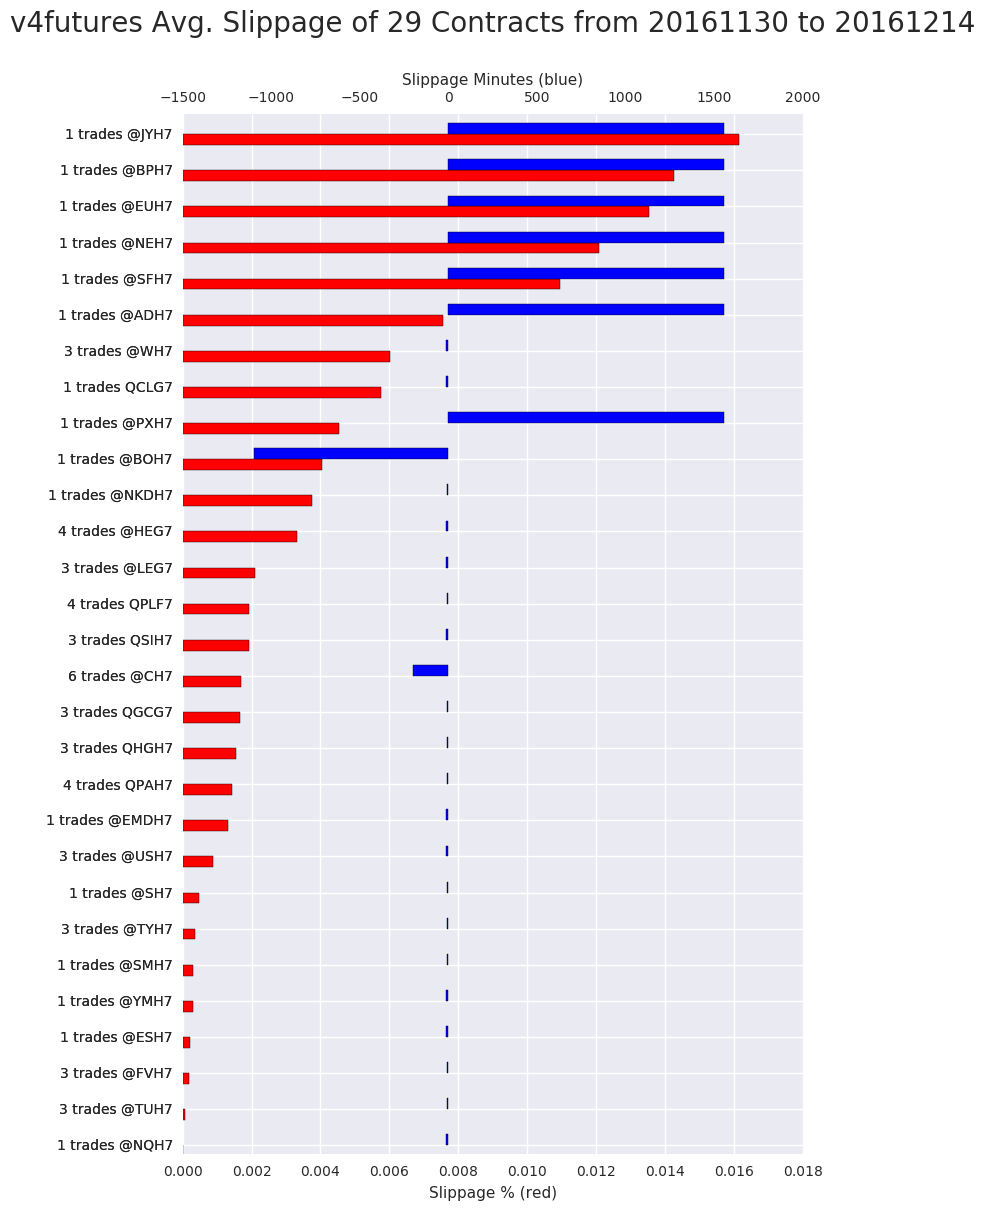 v4futures Avg. Slippage of 29 Contracts from 20161130 to 20161214
Slippage Minutes (blue)
−1500 −1000 −500 0 500 1000 1500 2000
1 trades @JYH7
1 trades @BPH7
1 trades @EUH7
1 trades @NEH7
1 trades @SFH7
1 trades @ADH7
3 trades @WH7
1 trades QCLG7
1 trades @PXH7
1 trades @BOH7
1 trades @NKDH7
4 trades @HEG7
3 trades @LEG7
4 trades QPLF7
3 trades QSIH7
6 trades @CH7
3 trades QGCG7
3 trades QHGH7
4 trades QPAH7
1 trades @EMDH7
3 trades @USH7
1 trades @SH7
3 trades @TYH7
1 trades @SMH7
1 trades @YMH7
1 trades @ESH7
3 trades @FVH7
3 trades @TUH7
1 trades @NQH7
0.000 0.002 0.004 0.006 0.008 0.010 0.012 0.014 0.016 0.018
Slippage % (red)